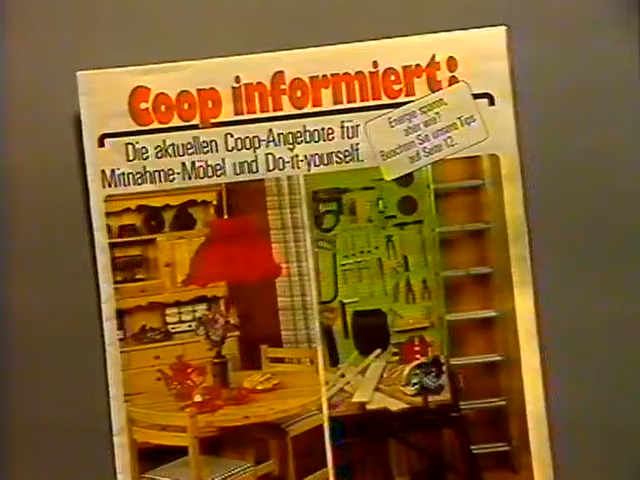 Coop informiert:
Die aktuellen Coop-Angebote für
Mitnahme-Möbel und Do-it-yourself.
Energie sparen,
aber wie?
Beachten Sie unsere Tips
auf Seite 12.